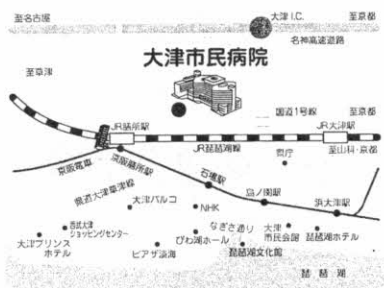 至名古屋
大津 I.C.
至京都
名神高速道路
大津市民病院
至草津
国道1号線
至京都
JR膳所駅
JR大津駅
JR琵琶湖線
至山科・京都
京阪電車
京阪膳所駅
県庁
石場駅
県道大津草津線
島ノ関駅
浜大津駅
大津パルコ
NHK
西武大津
ショッピングセンター
なぎさ通り
大津
市民会館
大津プリンス
ホテル
びわ湖ホール
琵琶湖ホテル
ピアザ淡海
琵琶湖文化館
琵琶湖